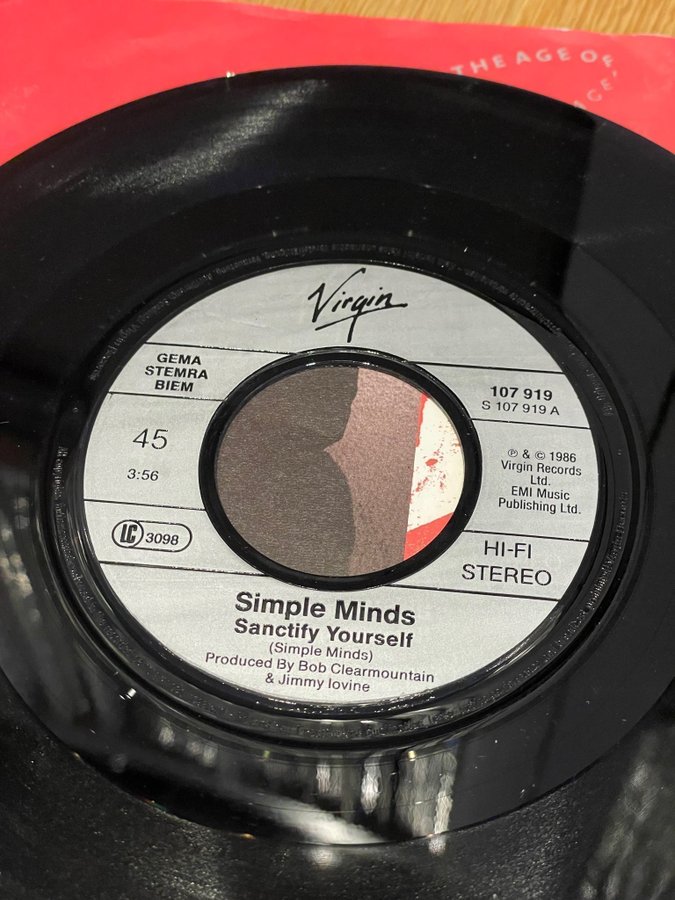 THE AGE OF
AGE'
Virgin
GEMA
STEMRA
BIEM
107 919
S 107 919 A
45
3:56
℗ & © 1986
Virgin Records
Ltd.
EMI Music
Publishing Ltd.
LC 3098
HI-FI
STEREO
Simple Minds
Sanctify Yourself
(Simple Minds)
Produced By Bob Clearmountain
& Jimmy Iovine